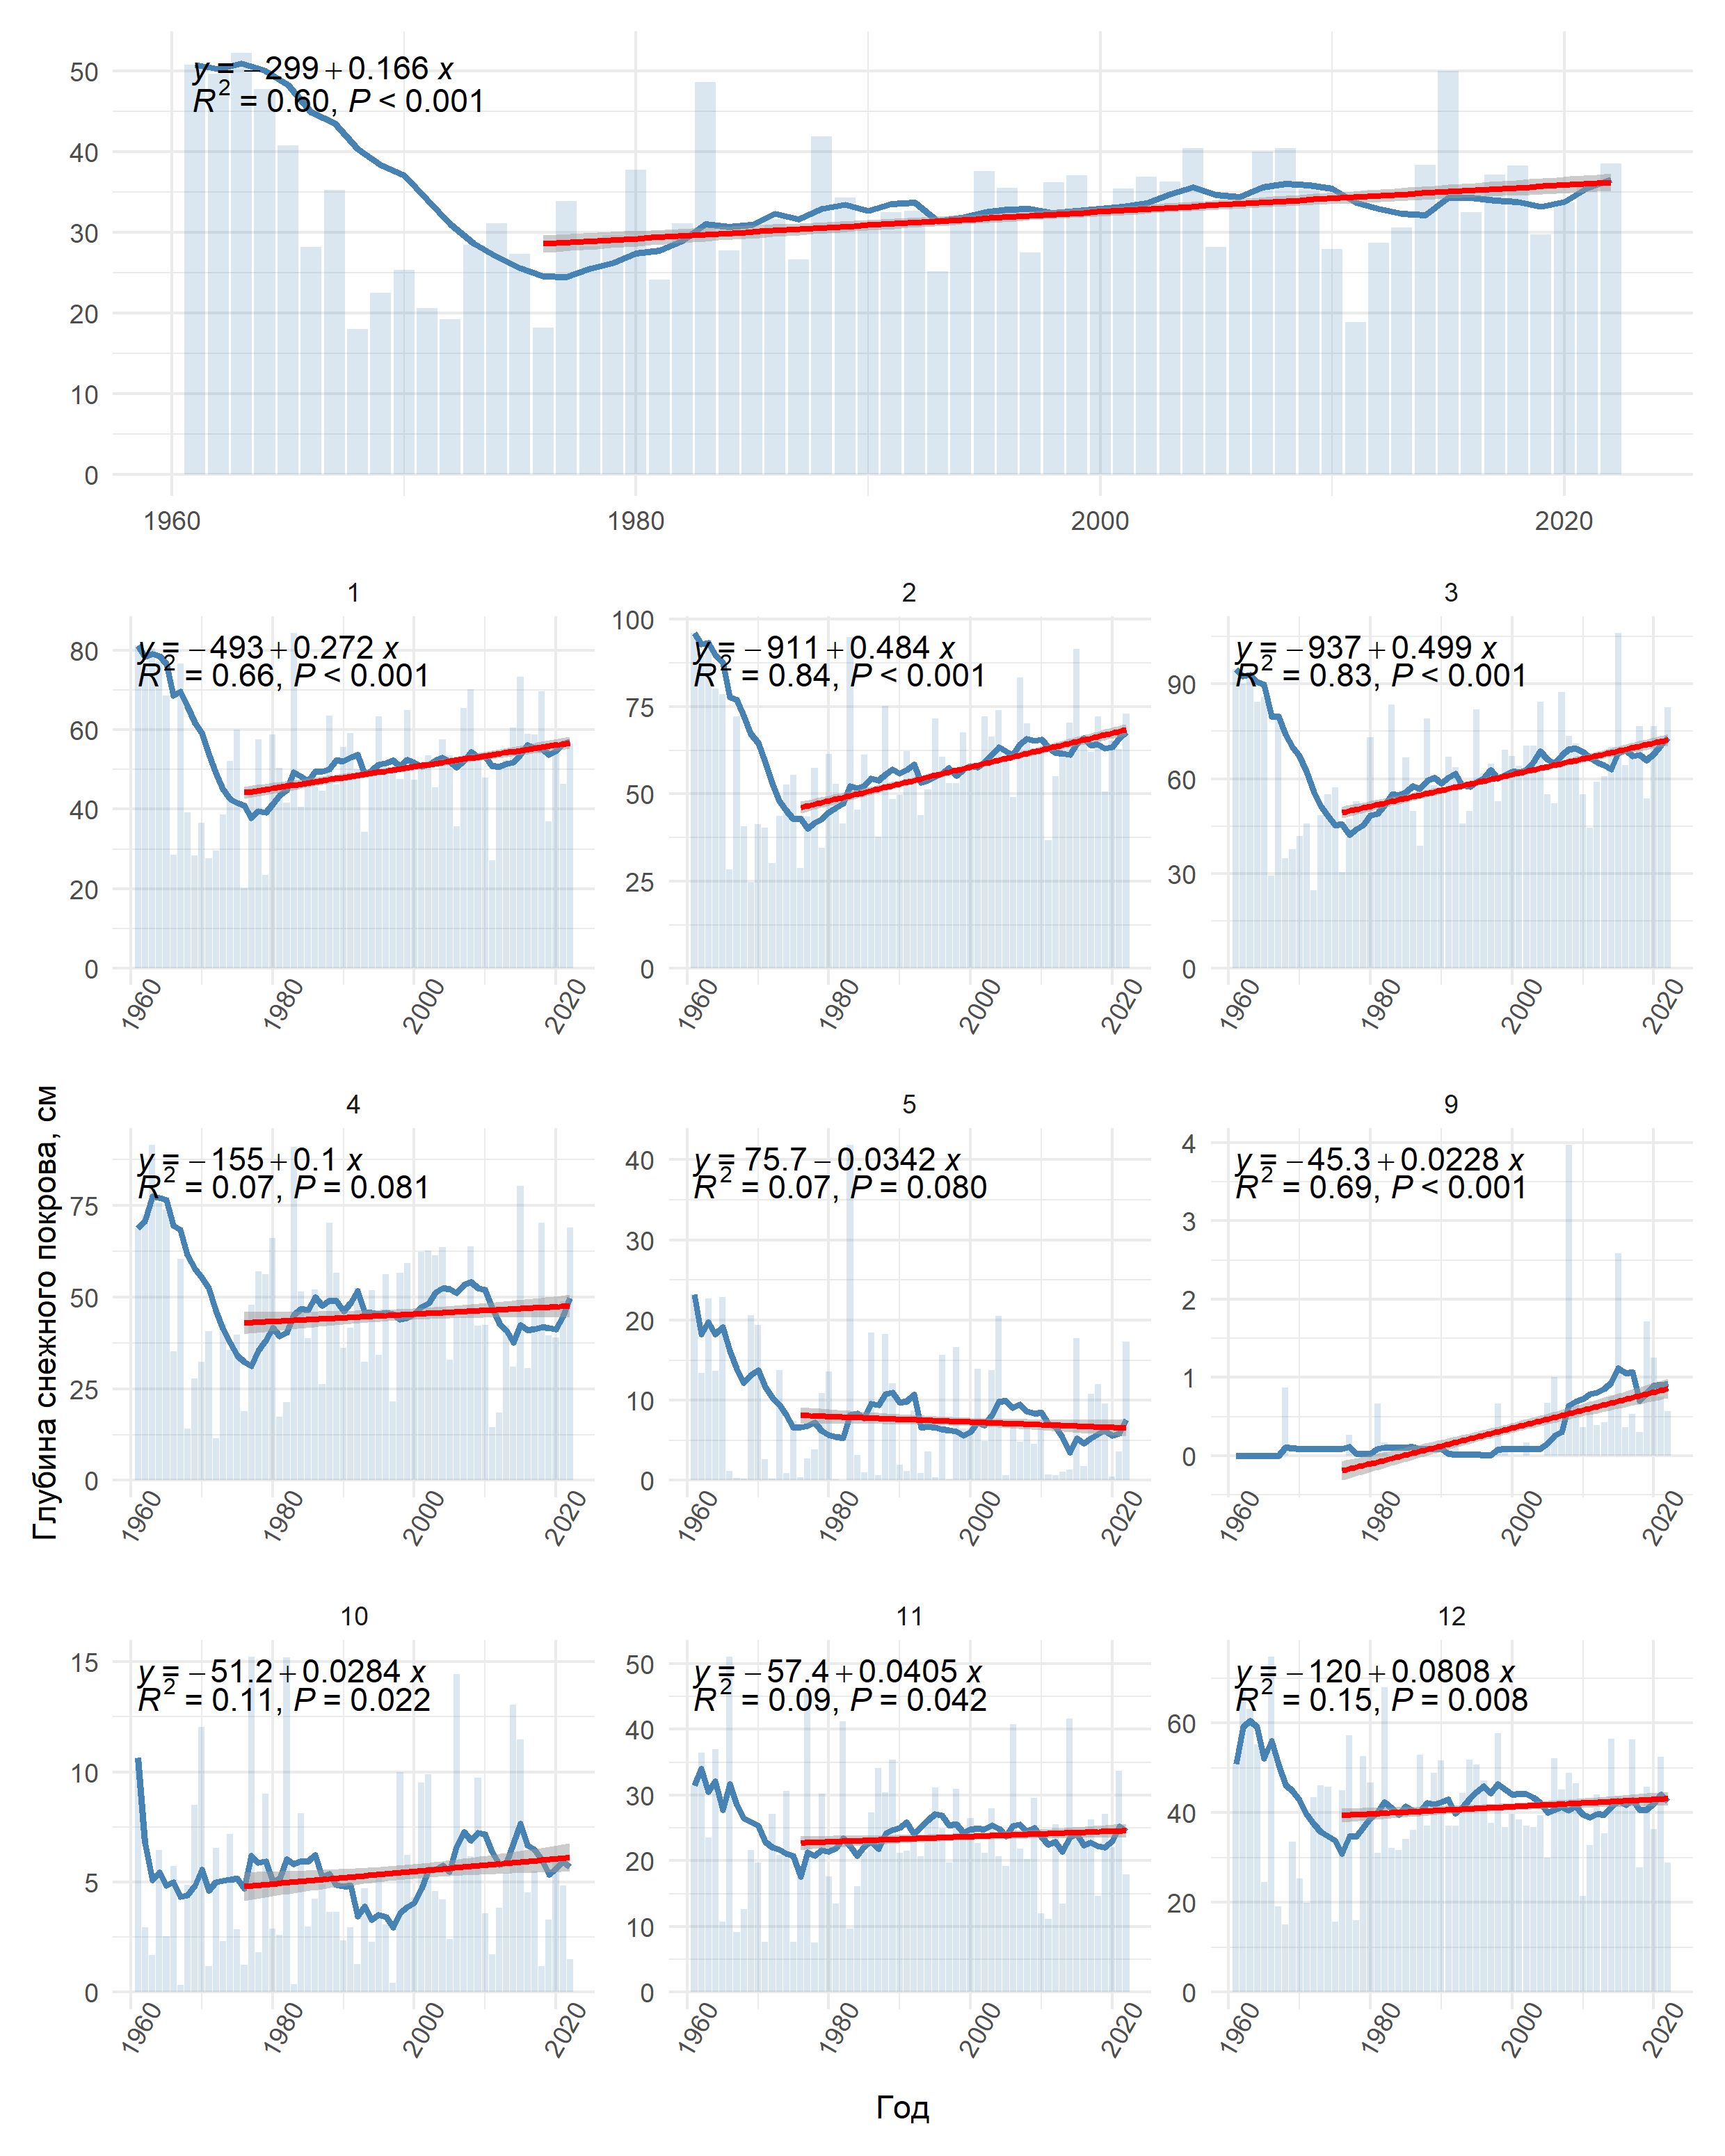 y = −299 + 0.166 x
R² = 0.60, P < 0.001
50
40
30
20
10
0
1960 1980 2000 2020
1 2 3
y = −493 + 0.272 x
R² = 0.66, P < 0.001
80
60
40
20
0
1960 1980 2000 2020
y = −911 + 0.484 x
R² = 0.84, P < 0.001
100
75
50
25
0
1960 1980 2000 2020
y = −937 + 0.499 x
R² = 0.83, P < 0.001
90
60
30
0
1960 1980 2000 2020
Глубина снежного покрова, см
4 5 9
y = −155 + 0.1 x
R² = 0.07, P = 0.081
75
50
25
0
1960 1980 2000 2020
y = 75.7 − 0.0342 x
R² = 0.07, P = 0.080
40
30
20
10
0
1960 1980 2000 2020
y = −45.3 + 0.0228 x
R² = 0.69, P < 0.001
4
3
2
1
0
1960 1980 2000 2020
10 11 12
y = −51.2 + 0.0284 x
R² = 0.11, P = 0.022
15
10
5
0
1960 1980 2000 2020
y = −57.4 + 0.0405 x
R² = 0.09, P = 0.042
50
40
30
20
10
0
1960 1980 2000 2020
y = −120 + 0.0808 x
R² = 0.15, P = 0.008
60
40
20
0
1960 1980 2000 2020
Год